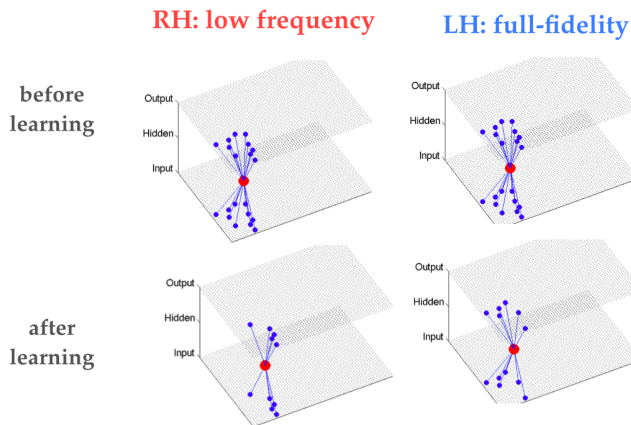 RH: low frequency
LH: full-fidelity
before
learning
Output
Hidden
Input
Output
Hidden
Input
after
learning
Output
Hidden
Input
Output
Hidden
Input